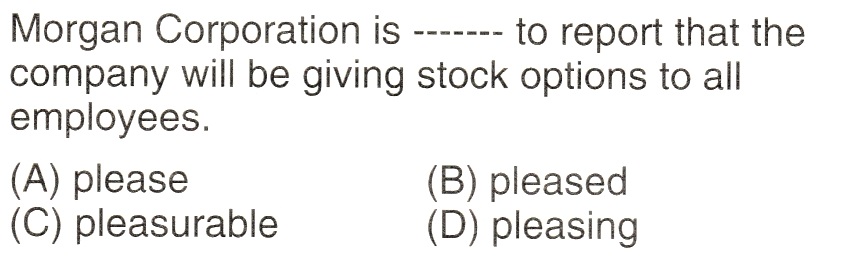 Morgan Corporation is ------- to report that the
company will be giving stock options to all
employees.
(A) please (B) pleased
(C) pleasurable (D) pleasing